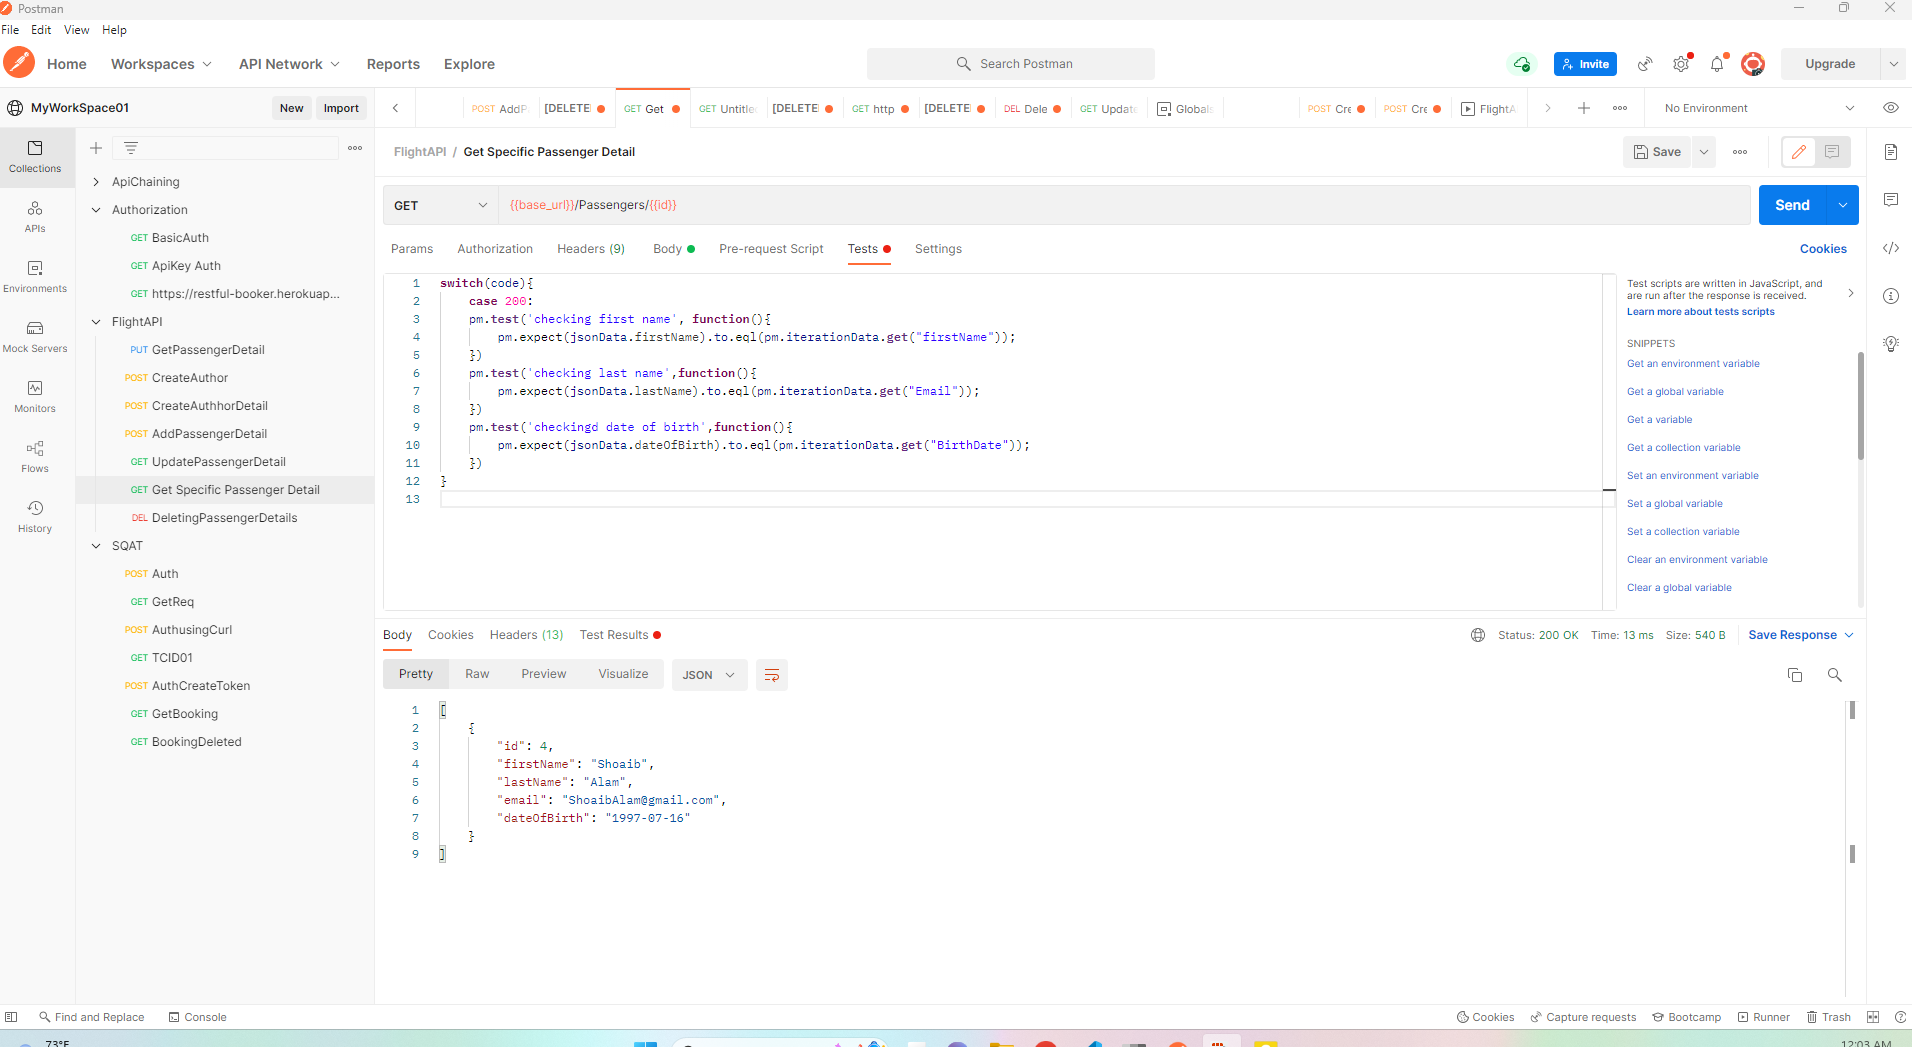 Postman
File Edit View Help
Home Workspaces API Network Reports Explore
Search Postman
Invite
Upgrade
MyWorkSpace01
New Import
POST AddP
[DELETE
GET Get
GET Untitle
[DELETE
GET http
[DELETE
DEL Dele
GET Update
Globals
POST Cre
POST Cre
FlightA
No Environment
Collections
APIs
Environments
Mock Servers
Monitors
Flows
History
ApiChaining
Authorization
GET BasicAuth
GET ApiKey Auth
GET https://restful-booker.herokuap...
FlightAPI
PUT GetPassengerDetail
POST CreateAuthor
POST CreateAuthhorDetail
POST AddPassengerDetail
GET UpdatePassengerDetail
GET Get Specific Passenger Detail
DEL DeletingPassengerDetails
SQAT
POST Auth
GET GetReq
POST AuthusingCurl
GET TCID01
POST AuthCreateToken
GET GetBooking
GET BookingDeleted
FlightAPI / Get Specific Passenger Detail
Save
GET
{{base_url}}/Passengers/{{id}}
Send
Params Authorization Headers (9) Body Pre-request Script Tests Settings
Cookies
1 switch(code){
2 case 200:
3 pm.test('checking first name', function(){
4 pm.expect(jsonData.firstName).to.eql(pm.iterationData.get("firstName"));
5 })
6 pm.test('checking last name',function(){
7 pm.expect(jsonData.lastName).to.eql(pm.iterationData.get("Email"));
8 })
9 pm.test('checkingd date of birth',function(){
10 pm.expect(jsonData.dateOfBirth).to.eql(pm.iterationData.get("BirthDate"));
11 })
12 }
13
Test scripts are written in JavaScript, and
are run after the response is received.
Learn more about tests scripts
SNIPPETS
Get an environment variable
Get a global variable
Get a variable
Get a collection variable
Set an environment variable
Set a global variable
Set a collection variable
Clear an environment variable
Clear a global variable
Body Cookies Headers (13) Test Results
Status: 200 OK Time: 13 ms Size: 540 B
Save Response
Pretty Raw Preview Visualize JSON
1 [
2 {
3 "id": 4,
4 "firstName": "Shoaib",
5 "lastName": "Alam",
6 "email": "ShoaibAlam@gmail.com",
7 "dateOfBirth": "1997-07-16"
8 }
9 ]
Find and Replace Console
Cookies Capture requests Bootcamp Runner Trash
73°F
12:03 AM